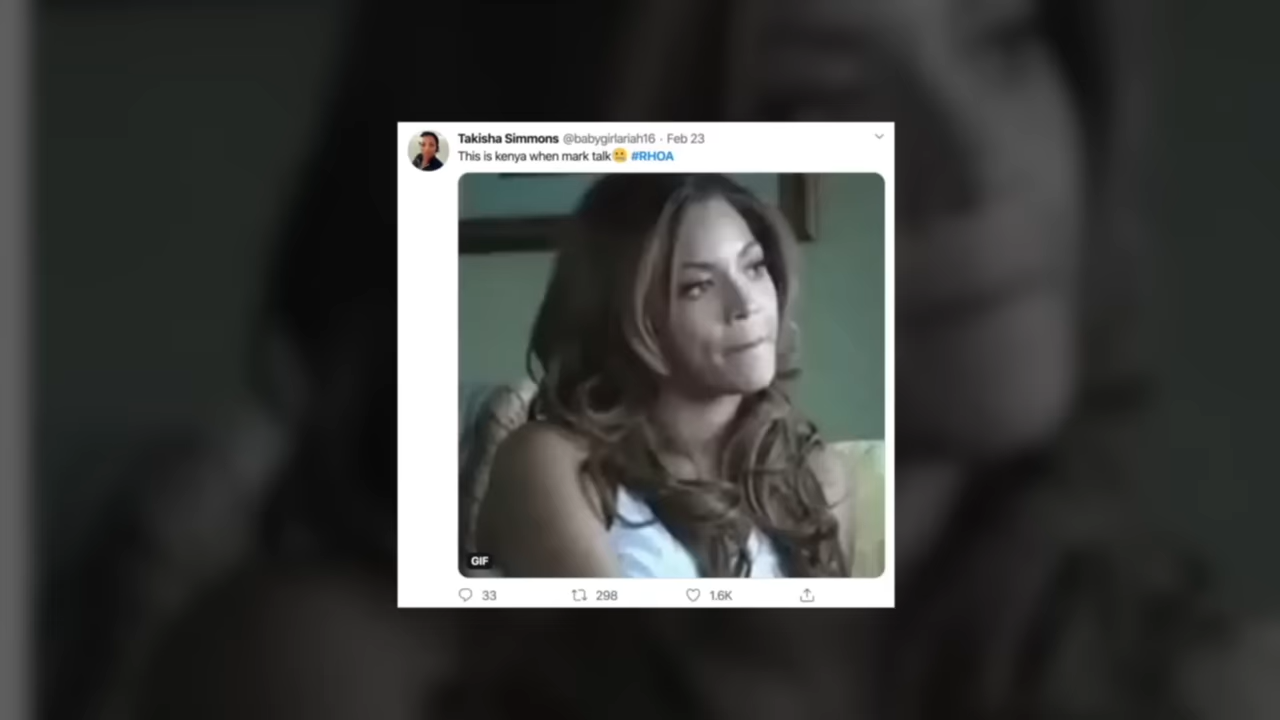 Takisha Simmons @babygirlariah16 · Feb 23
This is kenya when mark talk🤐 #RHOA
GIF
33 298 1.6K